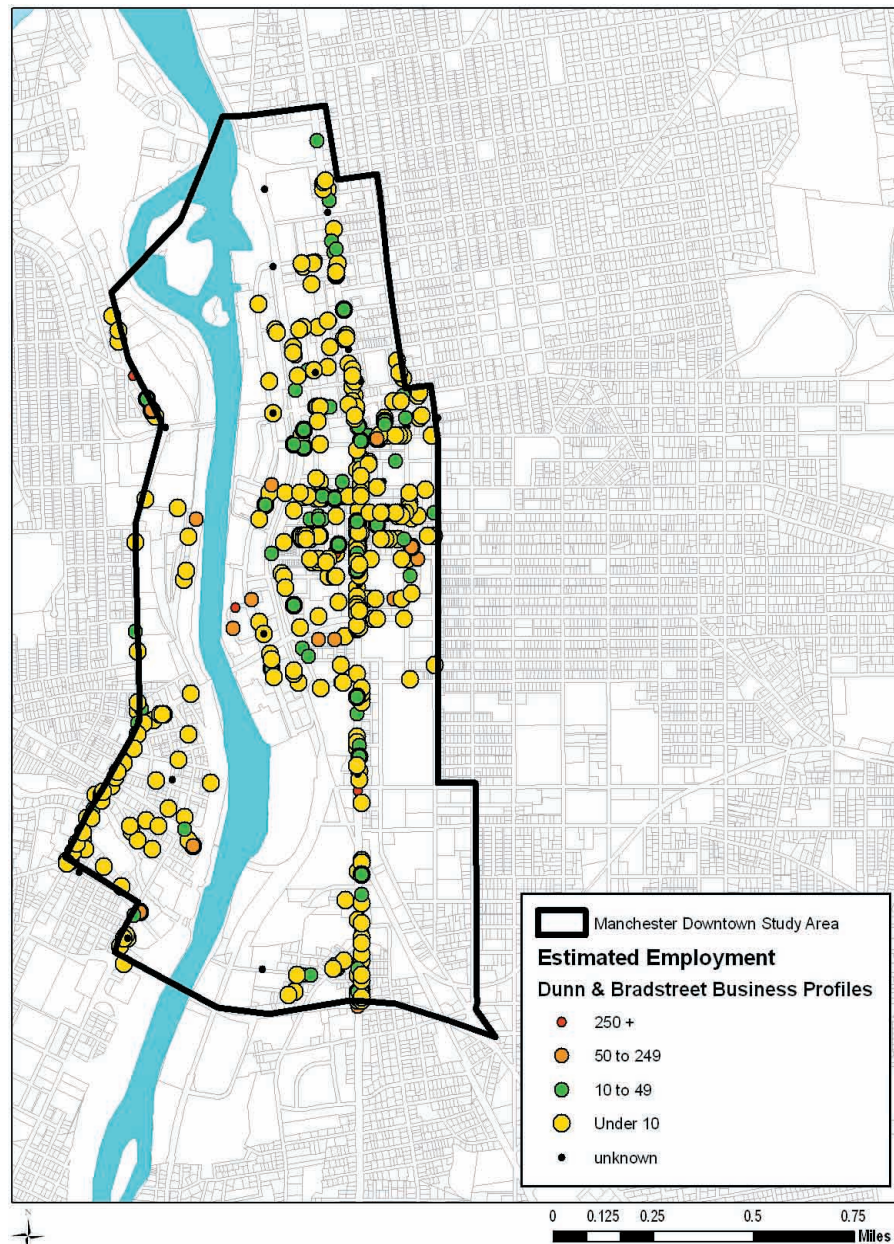 Manchester Downtown Study Area
Estimated Employment
Dunn & Bradstreet Business Profiles
250 +
50 to 249
10 to 49
Under 10
unknown
N
0 0.125 0.25 0.5 0.75
Miles